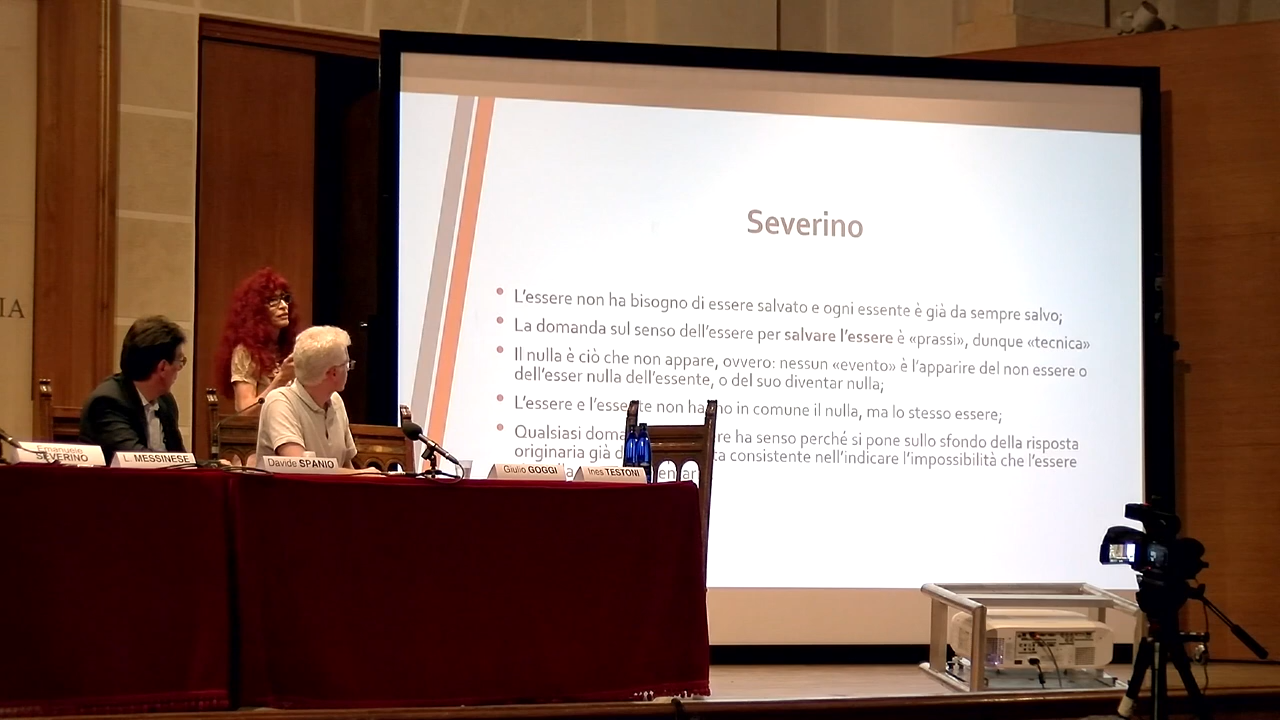 Severino
L'essere non ha bisogno di essere salvato e ogni essente è già da sempre salvo;
La domanda sul senso dell'essere per salvare l'essere è «prassi», dunque «tecnica»
Il nulla è ciò che non appare, ovvero: nessun «evento» è l'apparire del non essere o
dell'esser nulla dell'essente, o del suo diventar nulla;
L'essere e l'essente non hanno in comune il nulla, ma lo stesso essere;
Qualsiasi ha senso perché si pone sullo sfondo della risposta
originaria già consistente nell'indicare l'impossibilità che l'essere
IA
Emanuele
SEVERINO
L. MESSINESE
Davide SPANIO
Giulio GOGGI
Ines TESTONI